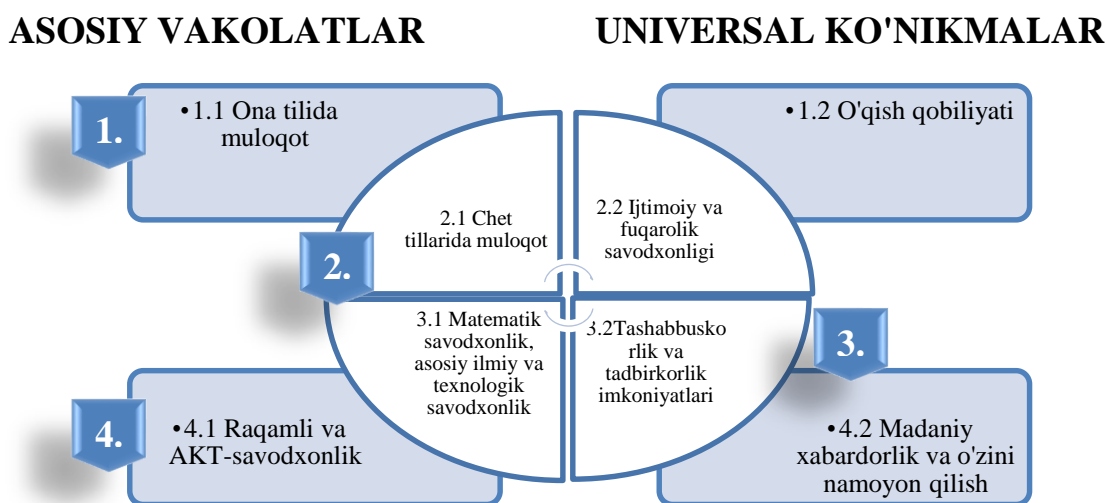 ASOSIY VAKOLATLAR
UNIVERSAL KO'NIKMALAR
1.
•1.1 Ona tilida
muloqot
•1.2 O'qish qobiliyati
2.
2.1 Chet
tillarida muloqot
2.2 Ijtimoiy va
fuqarolik
savodxonligi
3.1 Matematik
savodxonlik,
asosiy ilmiy va
texnologik
savodxonlik
3.2Tashabbusko
rlik va
tadbirkorlik
imkoniyatlari
3.
4.
•4.1 Raqamli va
AKT-savodxonlik
•4.2 Madaniy
xabardorlik va o'zini
namoyon qilish